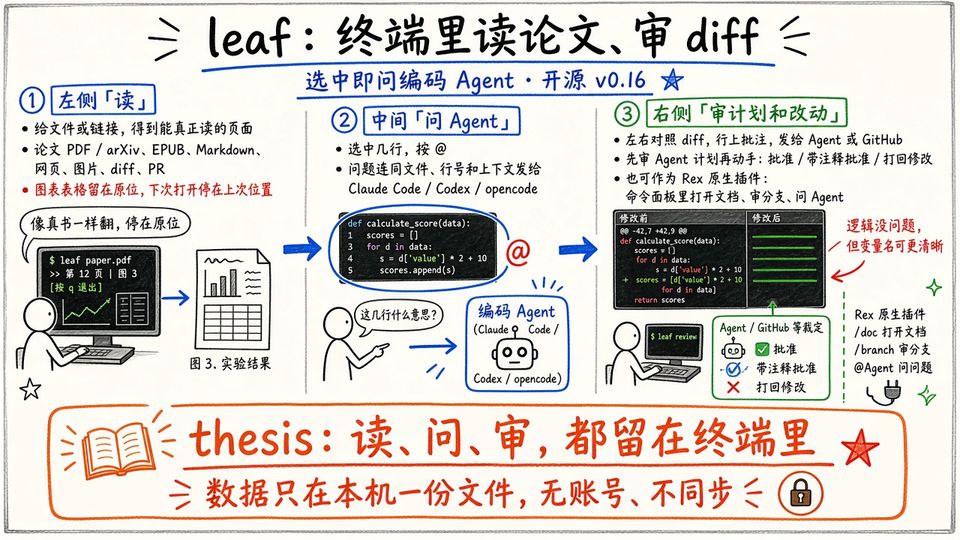 leaf：终端里读论文、审 diff
选中即问编码 Agent · 开源 v0.16
① 左侧「读」
• 给文件或链接，得到能真正读的页面
• 论文 PDF / arXiv、EPUB、Markdown、
网页、图片、diff、PR
• 图表表格留在原位，下次打开停在上次位置
像真书一样翻，停在原位
$ leaf paper.pdf
>> 第 12 页 | 图 3
[按 q 退出]
图 3. 实验结果
② 中间「问 Agent」
• 选中几行，按 @
• 问题连同文件、行号和上下文发给
Claude Code / Codex / opencode
def calculate_score(data):
1 scores = []
3 for d in data:
4 s = d['value'] * 2 + 10
5 scores.append(s)
@
这几行什么意思？
编码 Agent
(Claude Code /
Codex / opencode)
③ 右侧「审计划和改动」
• 左右对照 diff，行上批注，发给 Agent 或 GitHub
• 先审 Agent 计划再动手：批准 / 带注释批准 / 打回修改
• 也可作为 Rex 原生插件：
命令面板里打开文档、审分支、问 Agent
修改前
修改后
@@ -42,7 +42,9 @@
def calculate_score(data):
scores = []
for d in data:
s = d['value'] * 2 + 10
+ scores = [d['value'] * 2 + 10
for d in data]
return scores
逻辑没问题，
但变量名可更清晰
$ leaf review
Agent / GitHub 等裁定
批准
带注释批准
打回修改
Rex 原生插件
/doc 打开文档
/branch 审分支
@Agent 问问题
thesis：读、问、审，都留在终端里
数据只在本机一份文件，无账号、不同步